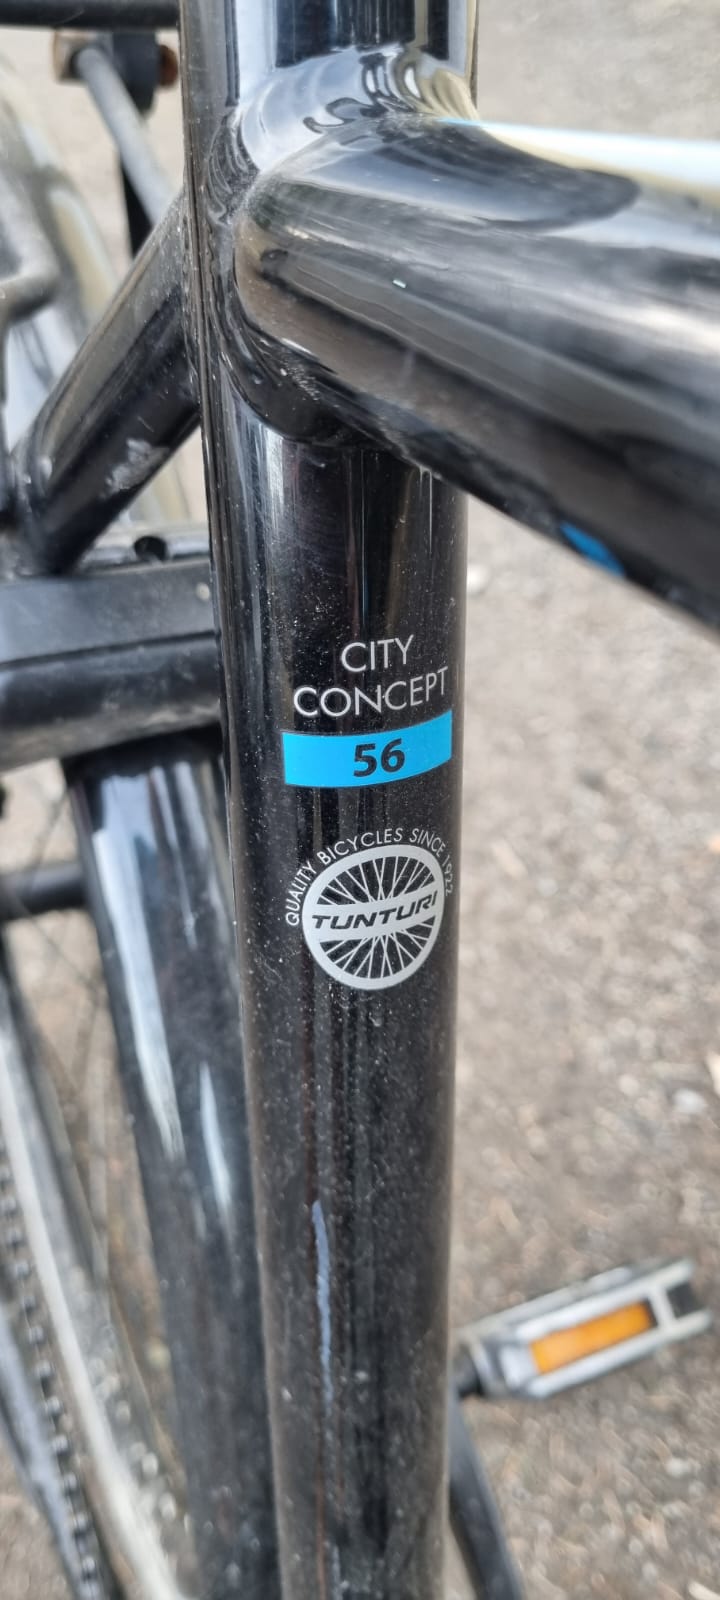 CITY
CONCEPT
56
QUALITY BICYCLES SINCE 1922
TUNTURI